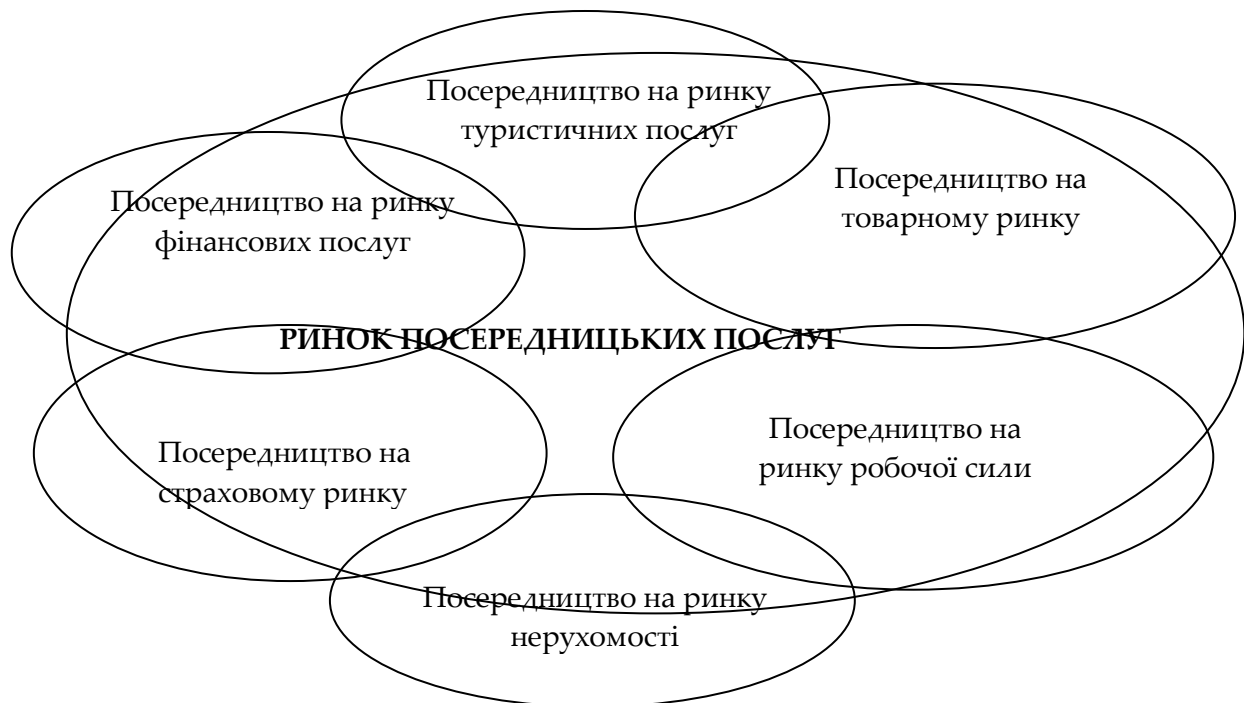 Посередництво на ринку
туристичних послуг
Посередництво на
товарному ринку
Посередництво на ринку
фінансових послуг
РИНОК ПОСЕРЕДНИЦЬКИХ ПОСЛУГ
Посередництво на
ринку робочої сили
Посередництво на
страховому ринку
Посередництво на ринку
нерухомості